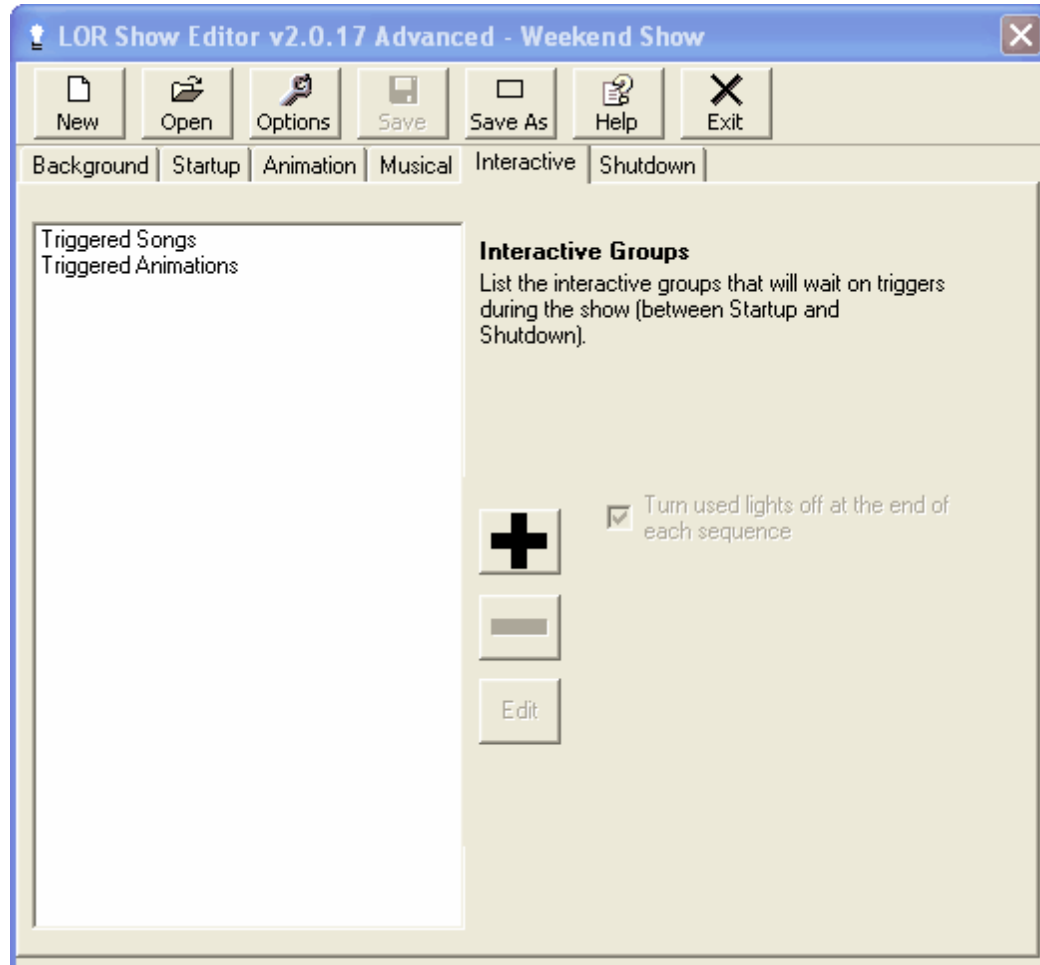 LOR Show Editor v2.0.17 Advanced - Weekend Show
New Open Options Save Save As Help Exit
Background Startup Animation Musical Interactive Shutdown
Triggered Songs
Triggered Animations
Interactive Groups
List the interactive groups that will wait on triggers
during the show (between Startup and
Shutdown).
Turn used lights off at the end of
each sequence
Edit